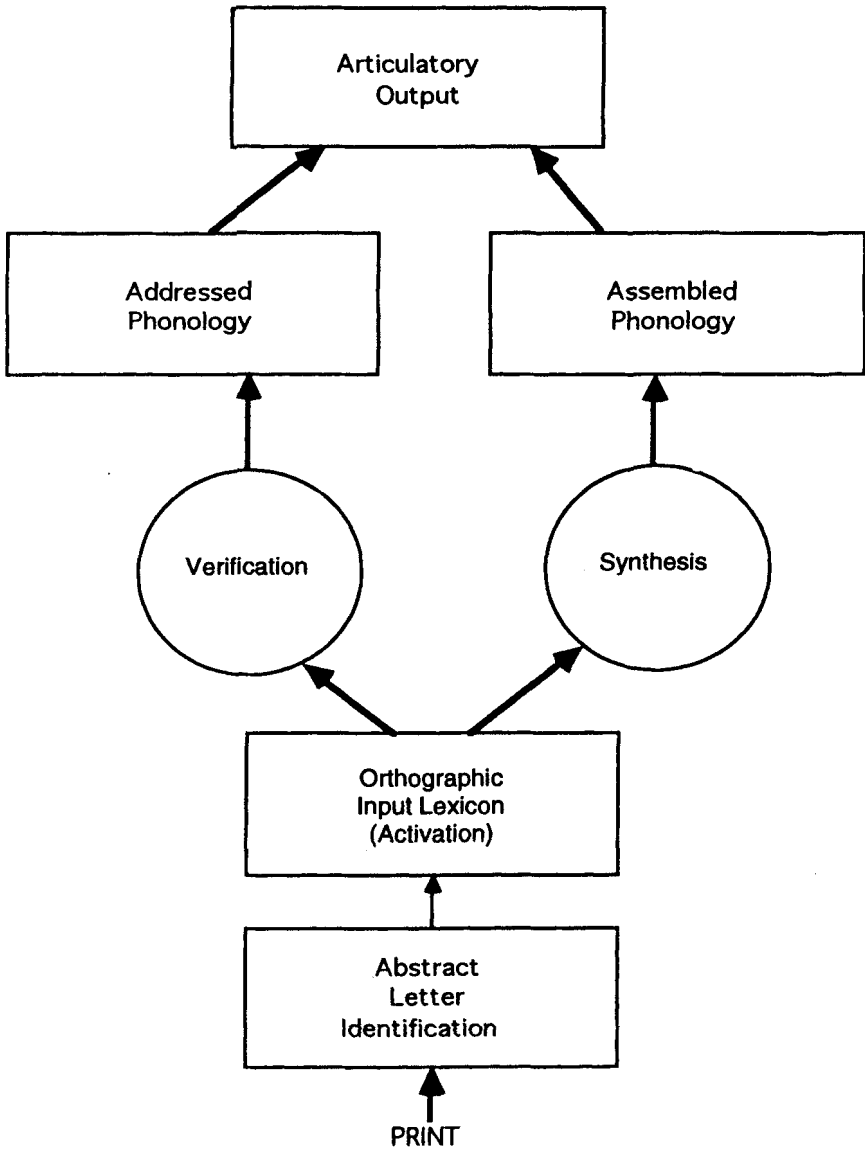 Articulatory
Output
Addressed
Phonology
Assembled
Phonology
Verification
Synthesis
Orthographic
Input Lexicon
(Activation)
Abstract
Letter
Identification
PRINT